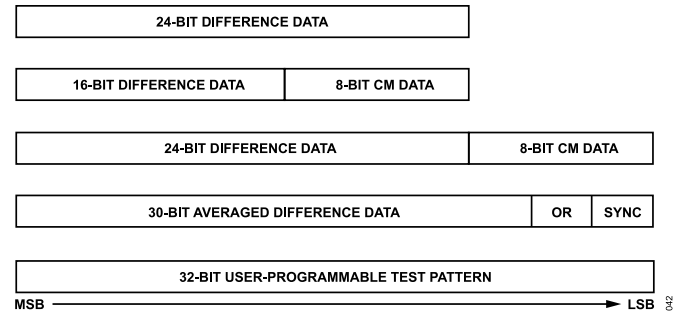 24-BIT DIFFERENCE DATA
16-BIT DIFFERENCE DATA 8-BIT CM DATA
24-BIT DIFFERENCE DATA 8-BIT CM DATA
30-BIT AVERAGED DIFFERENCE DATA OR SYNC
32-BIT USER-PROGRAMMABLE TEST PATTERN
MSB LSB
042